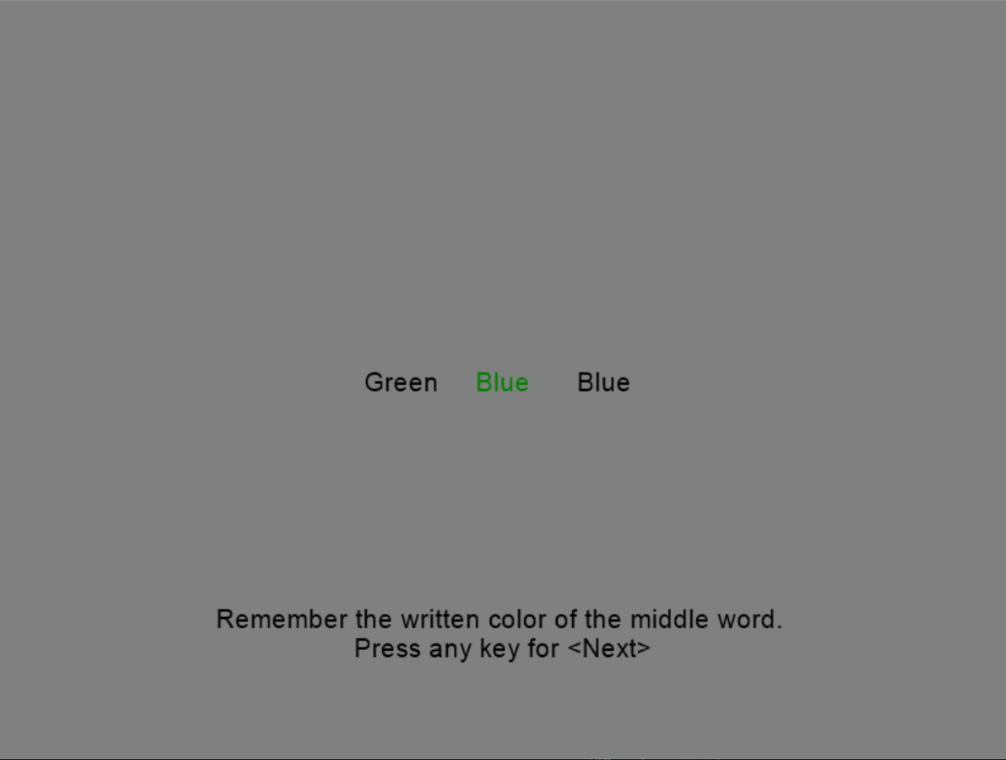 Green Blue Blue
Remember the written color of the middle word.
Press any key for <Next>